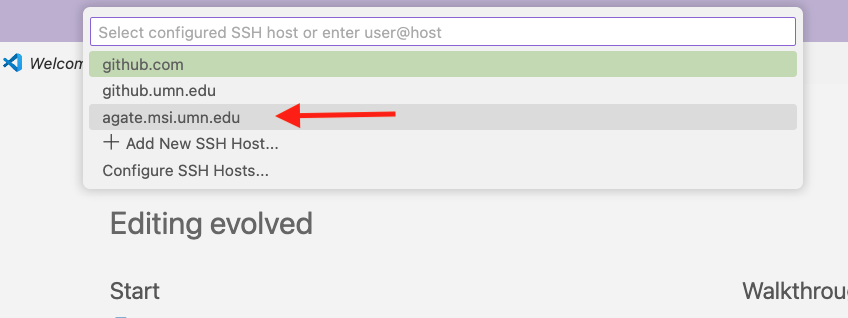 Select configured SSH host or enter user@host
github.com
Welcom
github.umn.edu
agate.msi.umn.edu
Add New SSH Host...
Configure SSH Hosts...
Editing evolved
Start
Walkthrou